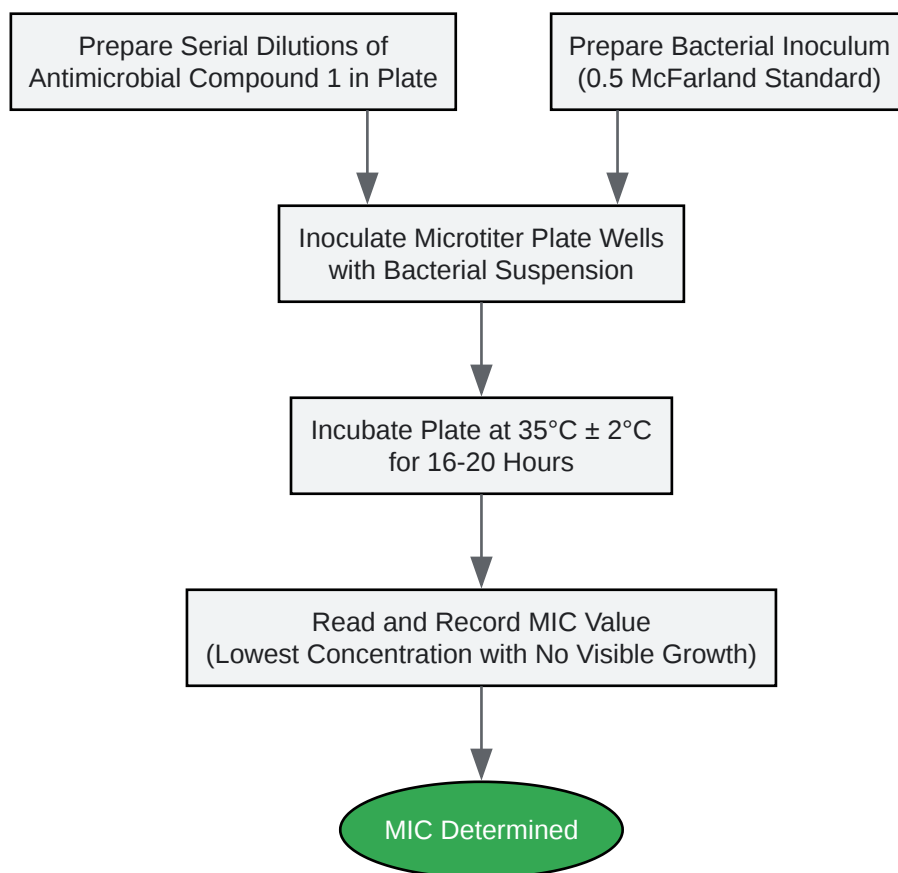 Prepare Serial Dilutions of
Antimicrobial Compound 1 in Plate
Prepare Bacterial Inoculum
(0.5 McFarland Standard)
Inoculate Microtiter Plate Wells
with Bacterial Suspension
Incubate Plate at 35°C ± 2°C
for 16-20 Hours
Read and Record MIC Value
(Lowest Concentration with No Visible Growth)
MIC Determined